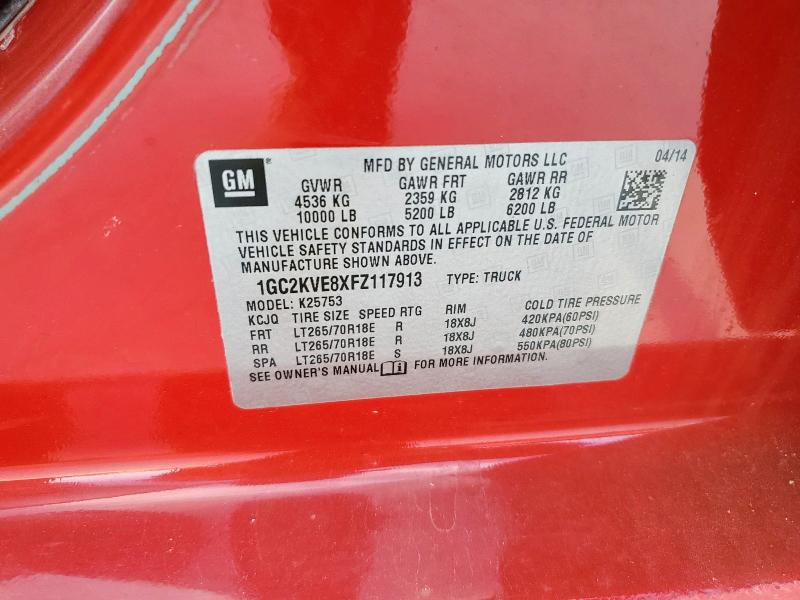 GM
MFD BY GENERAL MOTORS LLC 04/14
GVWR GAWR FRT GAWR RR
4536 KG 2359 KG 2812 KG
10000 LB 5200 LB 6200 LB
THIS VEHICLE CONFORMS TO ALL APPLICABLE U.S. FEDERAL MOTOR
VEHICLE SAFETY STANDARDS IN EFFECT ON THE DATE OF
MANUFACTURE SHOWN ABOVE.
1GC2KVE8XFZ117913 TYPE: TRUCK
MODEL: K25753
KCJQ TIRE SIZE SPEED RTG RIM COLD TIRE PRESSURE
FRT LT265/70R18E R 18X8J 420KPA(60PSI)
RR LT265/70R18E R 18X8J 480KPA(70PSI)
SPA LT265/70R18E S 18X8J 550KPA(80PSI)
SEE OWNER'S MANUAL i FOR MORE INFORMATION.